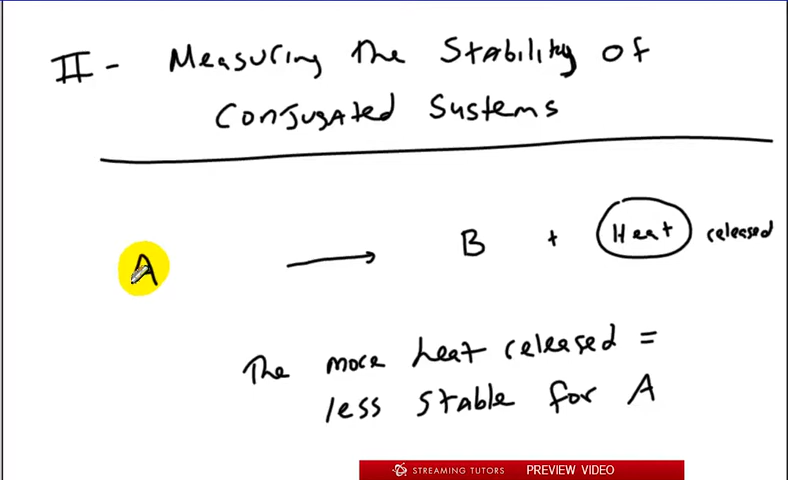 II - Measuring the Stability of
Conjugated Systems
A → B + Heat released
The more heat released =
less stable for A
STREAMING TUTORS PREVIEW VIDEO